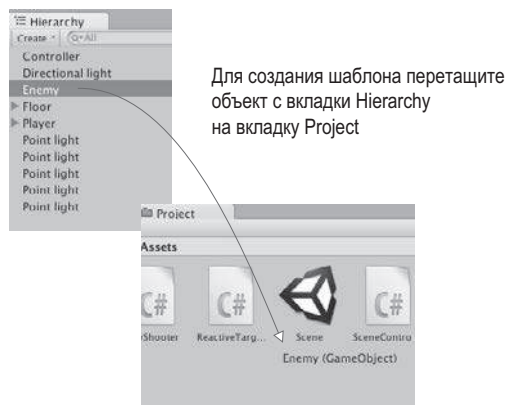 Hierarchy
Create
All
Controller
Directional light
Enemy
Floor
Player
Point light
Point light
Point light
Point light
Point light
Для создания шаблона перетащите
объект с вкладки Hierarchy
на вкладку Project
Project
Assets
C#
C#
C#
Shooter
ReactiveTarg...
Scene
SceneContro
Enemy (GameObject)